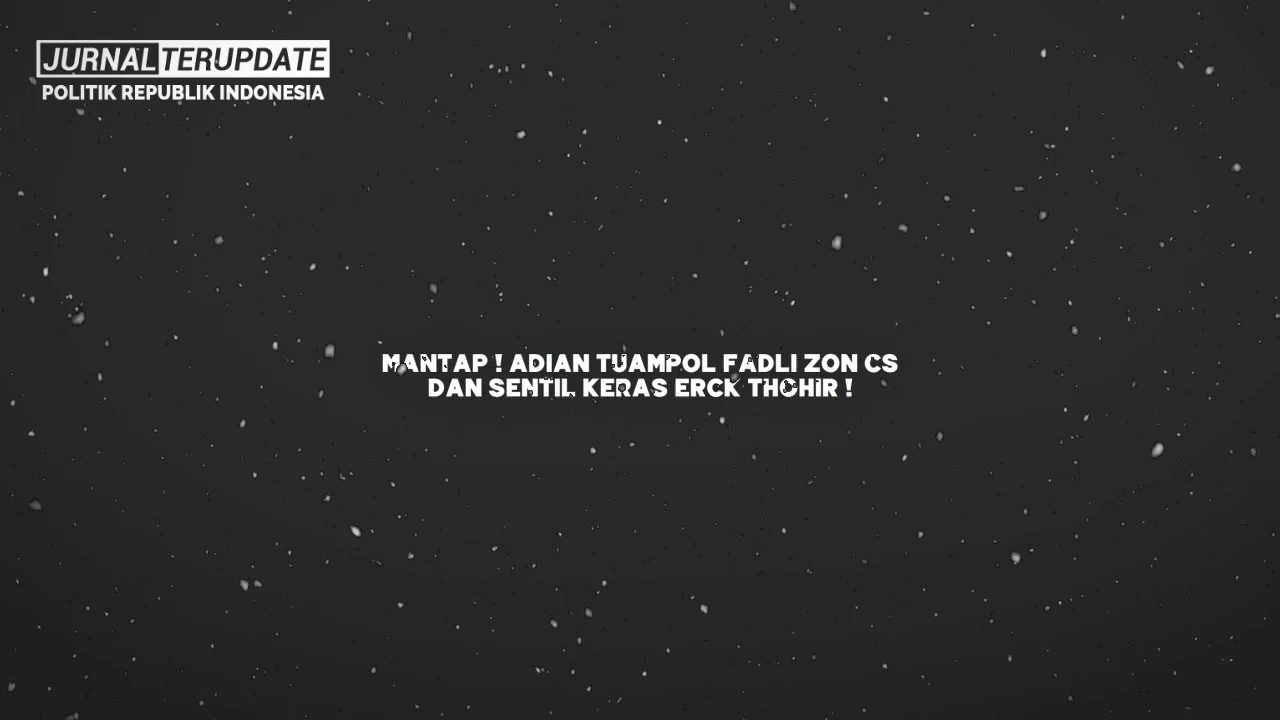 JURNALTERUPDATE
POLITIK REPUBLIK INDONESIA
MANTAP ! ADIAN TUAMPOL FADLI ZON CS
DAN SENTIL KERAS ERCK THOHIR !